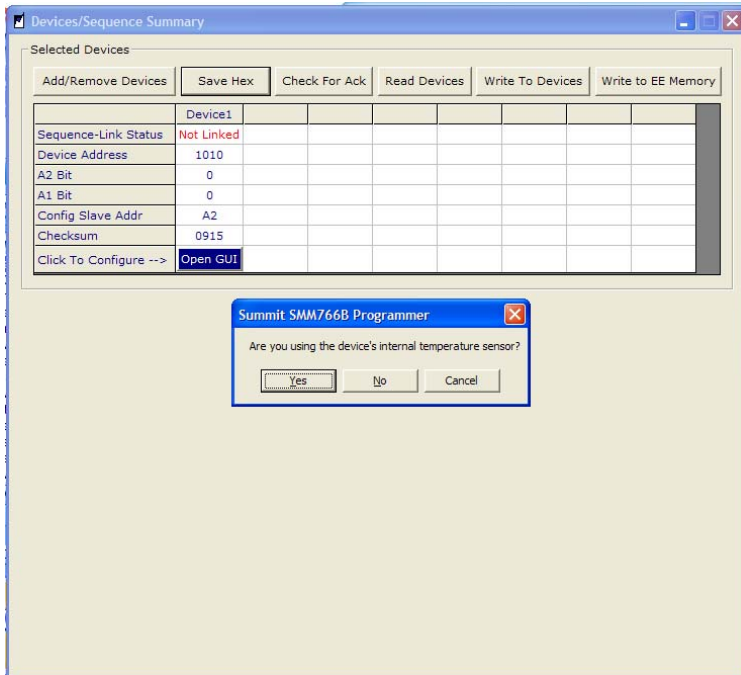 Devices/Sequence Summary
Selected Devices
Add/Remove Devices Save Hex Check For Ack Read Devices Write To Devices Write to EE Memory
Device1
Sequence-Link Status Not Linked
Device Address 1010
A2 Bit 0
A1 Bit 0
Config Slave Addr A2
Checksum 0915
Click To Configure --> Open GUI
Summit SMM766B Programmer
Are you using the device's internal temperature sensor?
Yes No Cancel